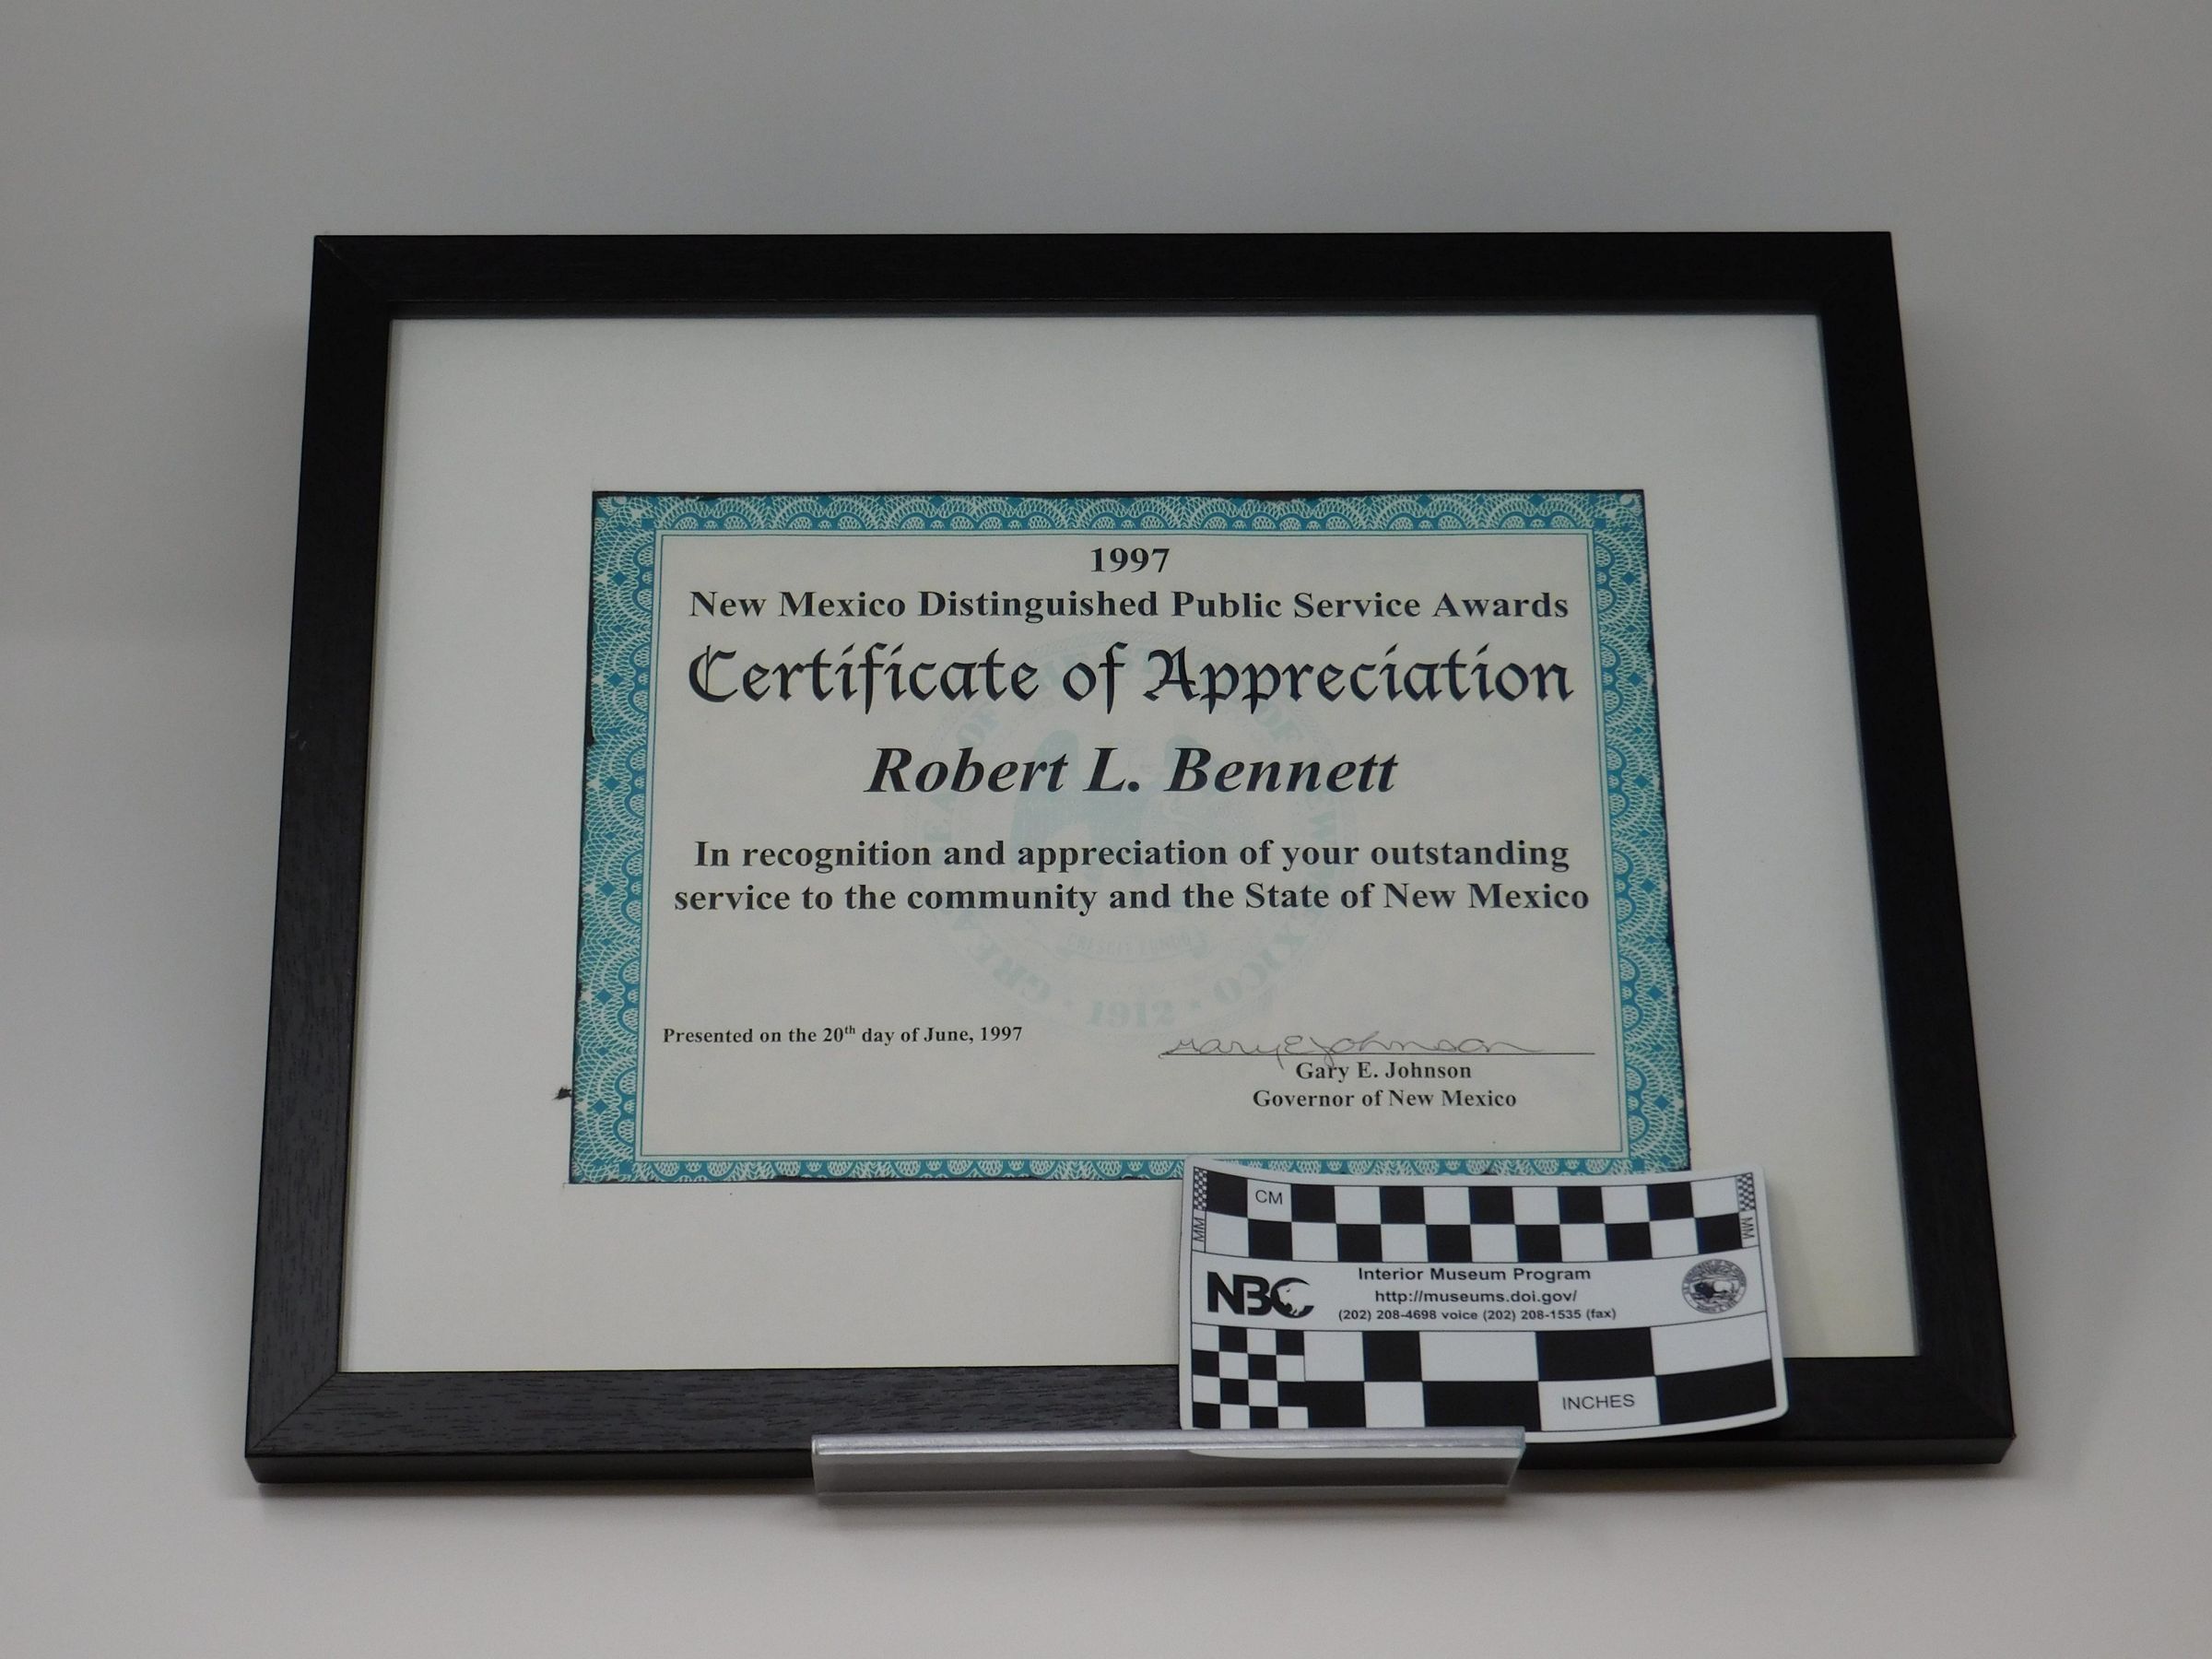 1997
New Mexico Distinguished Public Service Awards
Certificate of Appreciation
Robert L. Bennett
In recognition and appreciation of your outstanding
service to the community and the State of New Mexico
1912
Presented on the 20th day of June, 1997
Gary E Johnson
Gary E. Johnson
Governor of New Mexico
CM
MM
MM
NBC
Interior Museum Program
http://museums.doi.gov/
(202) 208-4698 voice (202) 208-1535 (fax)
INCHES